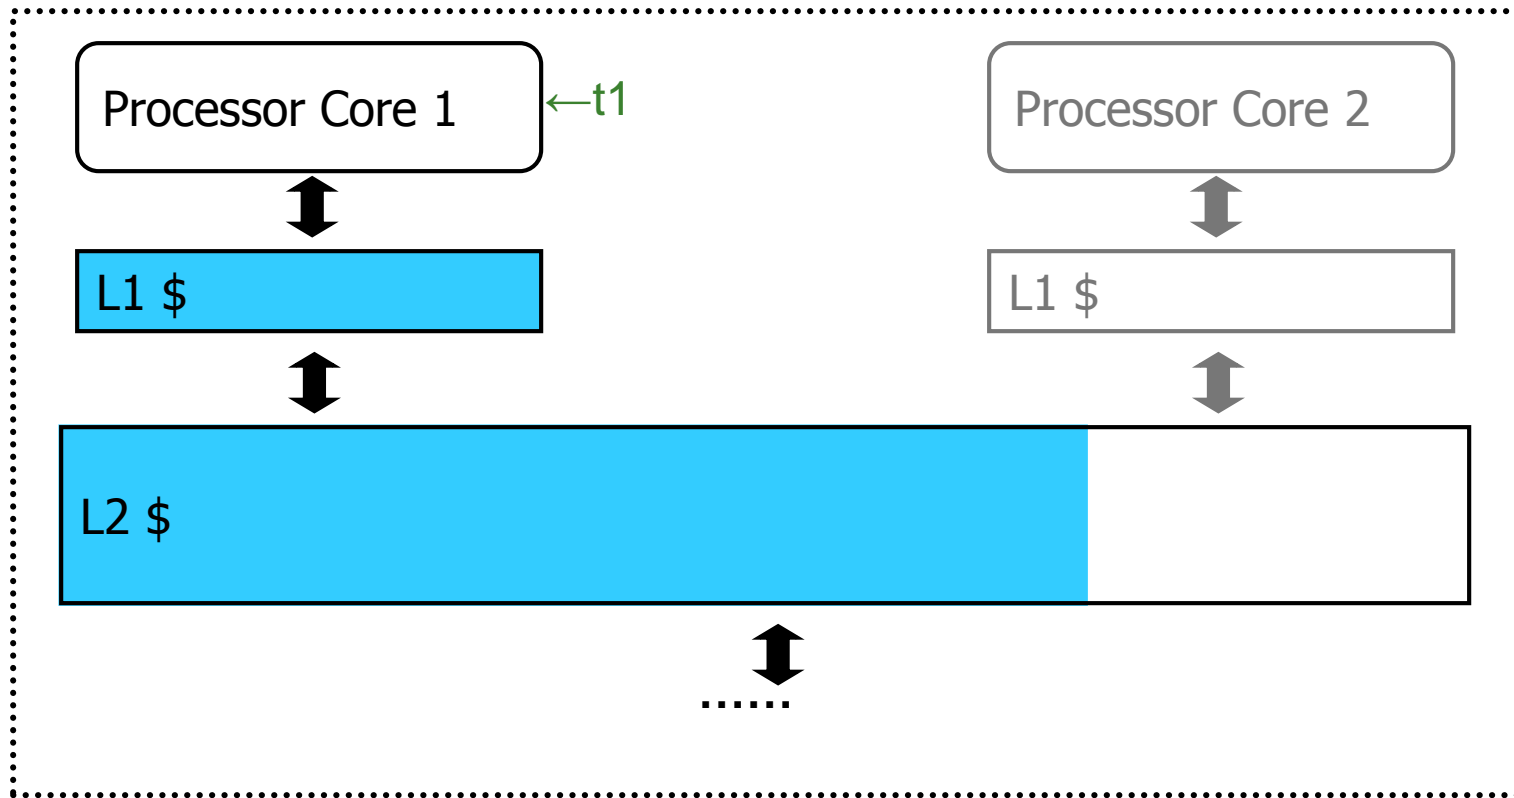 Processor Core 1
←t1
Processor Core 2
L1 $
L1 $
L2 $
......